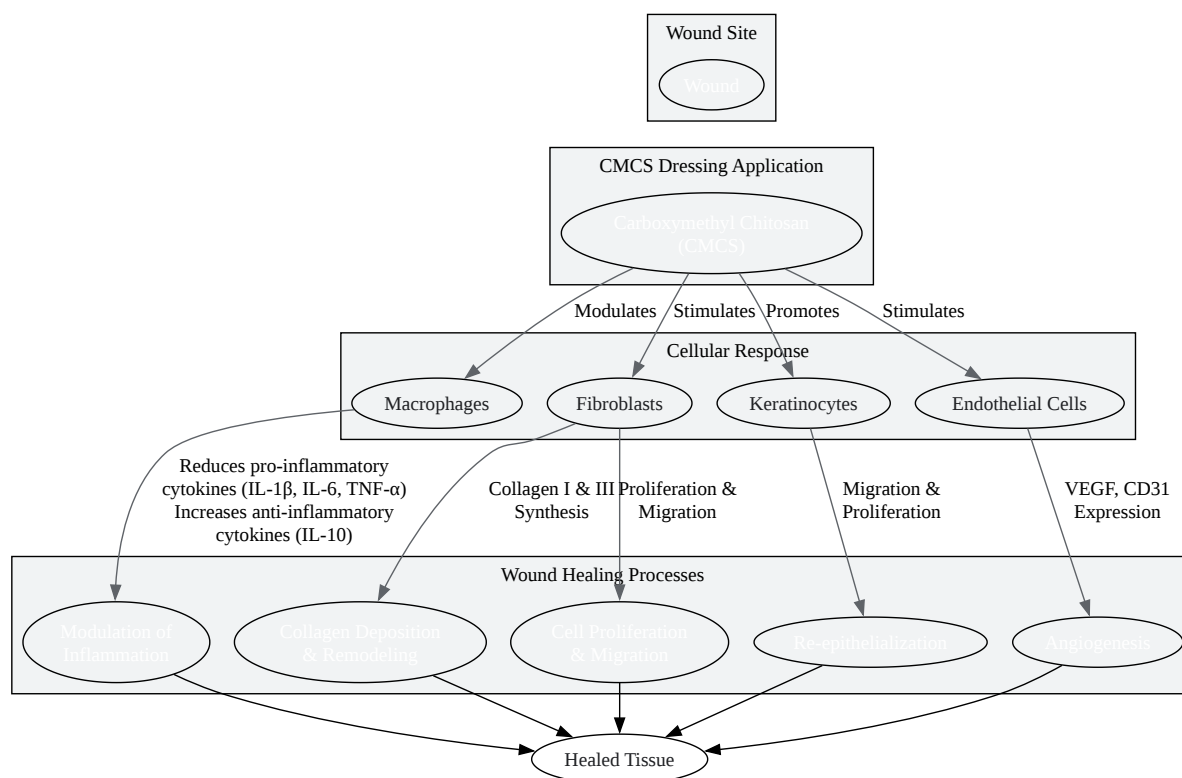 Wound Site
Wound
CMCS Dressing Application
Carboxymethyl Chitosan
(CMCS)
Modulates
Stimulates
Promotes
Stimulates
Cellular Response
Macrophages
Fibroblasts
Keratinocytes
Endothelial Cells
Reduces pro-inflammatory
cytokines (IL-1β, IL-6, TNF-α)
Increases anti-inflammatory
cytokines (IL-10)
Collagen I & III
Synthesis
Proliferation &
Migration
Migration &
Proliferation
VEGF, CD31
Expression
Wound Healing Processes
Modulation of
Inflammation
Collagen Deposition
& Remodeling
Cell Proliferation
& Migration
Re-epithelialization
Angiogenesis
Healed Tissue